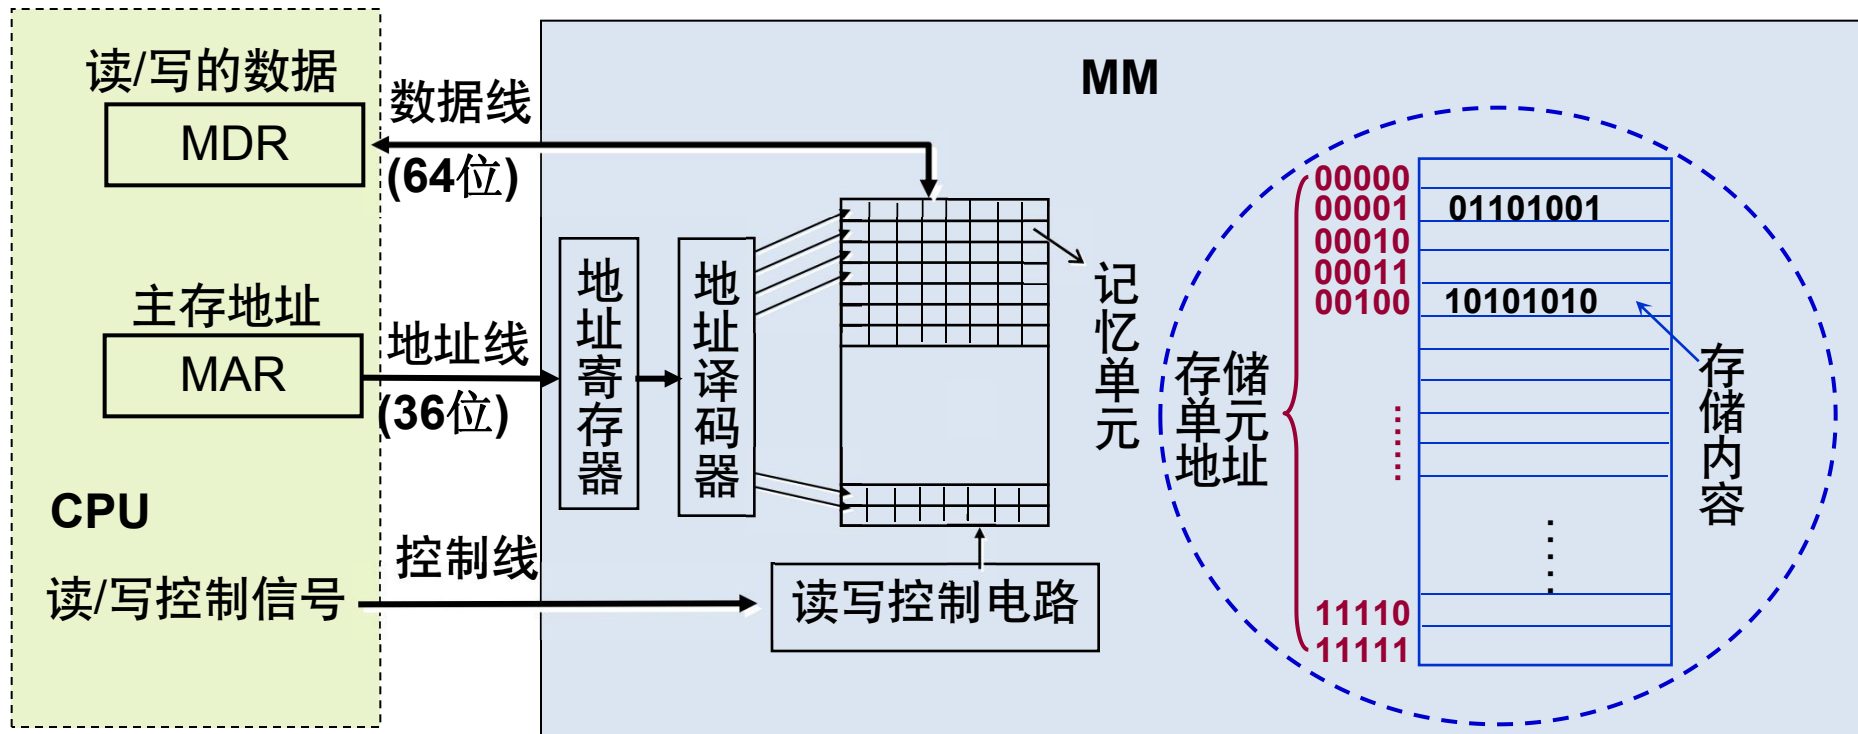 读/写的数据
MDR
数据线
(64位)
主存地址
MAR
地址线
(36位)
CPU
读/写控制信号
控制线
MM
地址寄存器
地址译码器
记忆单元
读写控制电路
存储单元地址
00000
00001 01101001
00010
00011
00100 10101010
11110
11111
存储内容